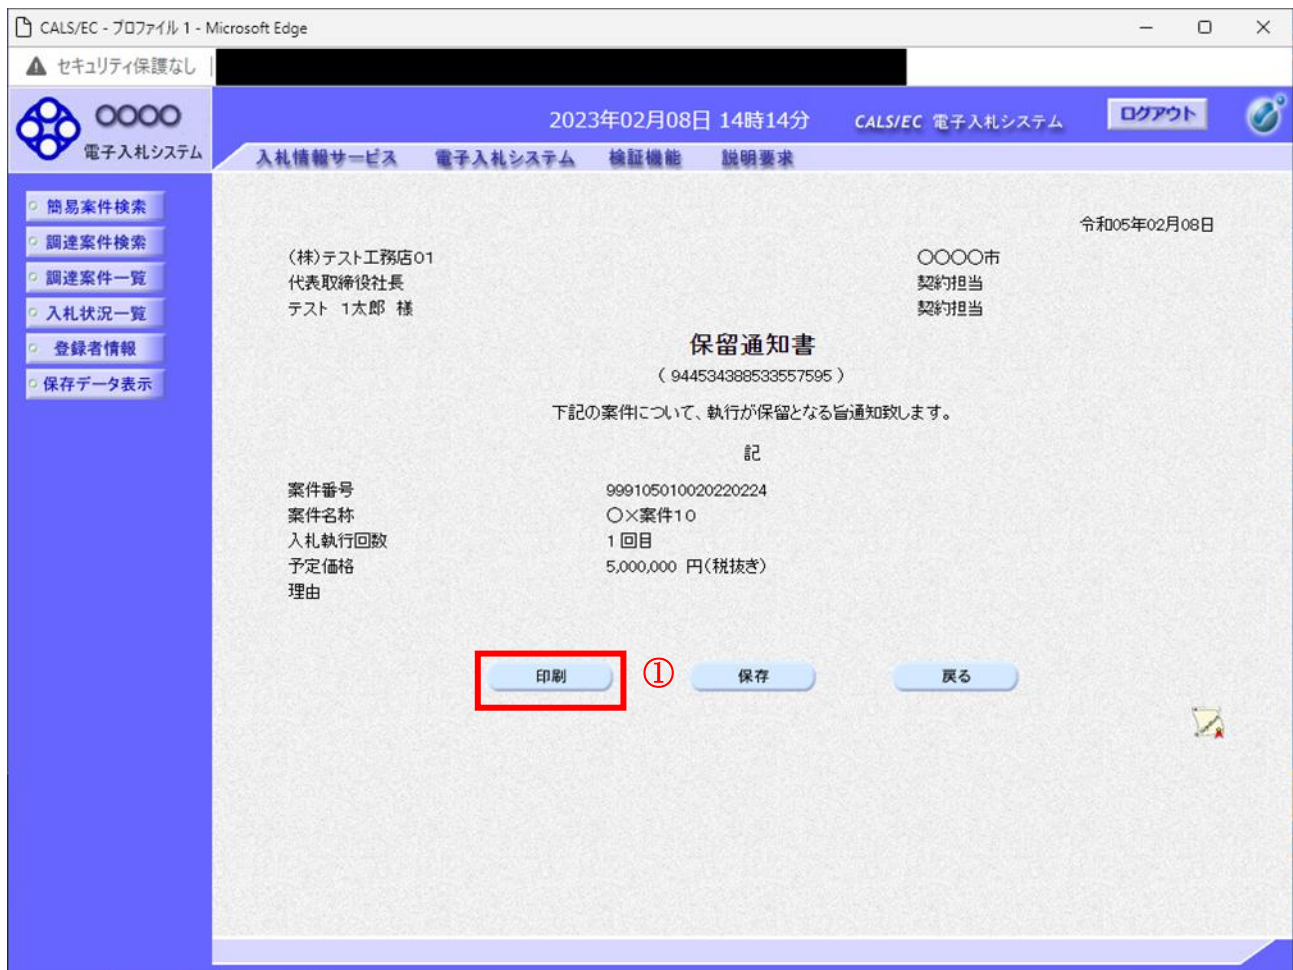 CALS/EC - プロファイル 1 - Microsoft Edge
セキュリティ保護なし
〇〇〇〇
電子入札システム
2023年02月08日 14時14分
CALS/EC 電子入札システム
ログアウト
入札情報サービス 電子入札システム 検証機能 説明要求
簡易案件検索
調達案件検索
調達案件一覧
入札状況一覧
登録者情報
保存データ表示
令和05年02月08日
(株)テスト工務店01
代表取締役社長
テスト 1太郎 様
〇〇〇〇市
契約担当
契約担当
保留通知書
( 944534388533557595 )
下記の案件について、執行が保留となる旨通知致します。
記
案件番号 999105010020220224
案件名称 〇×案件10
入札執行回数 1回目
予定価格 5,000,000 円(税抜き)
理由
印刷 ① 保存 戻る